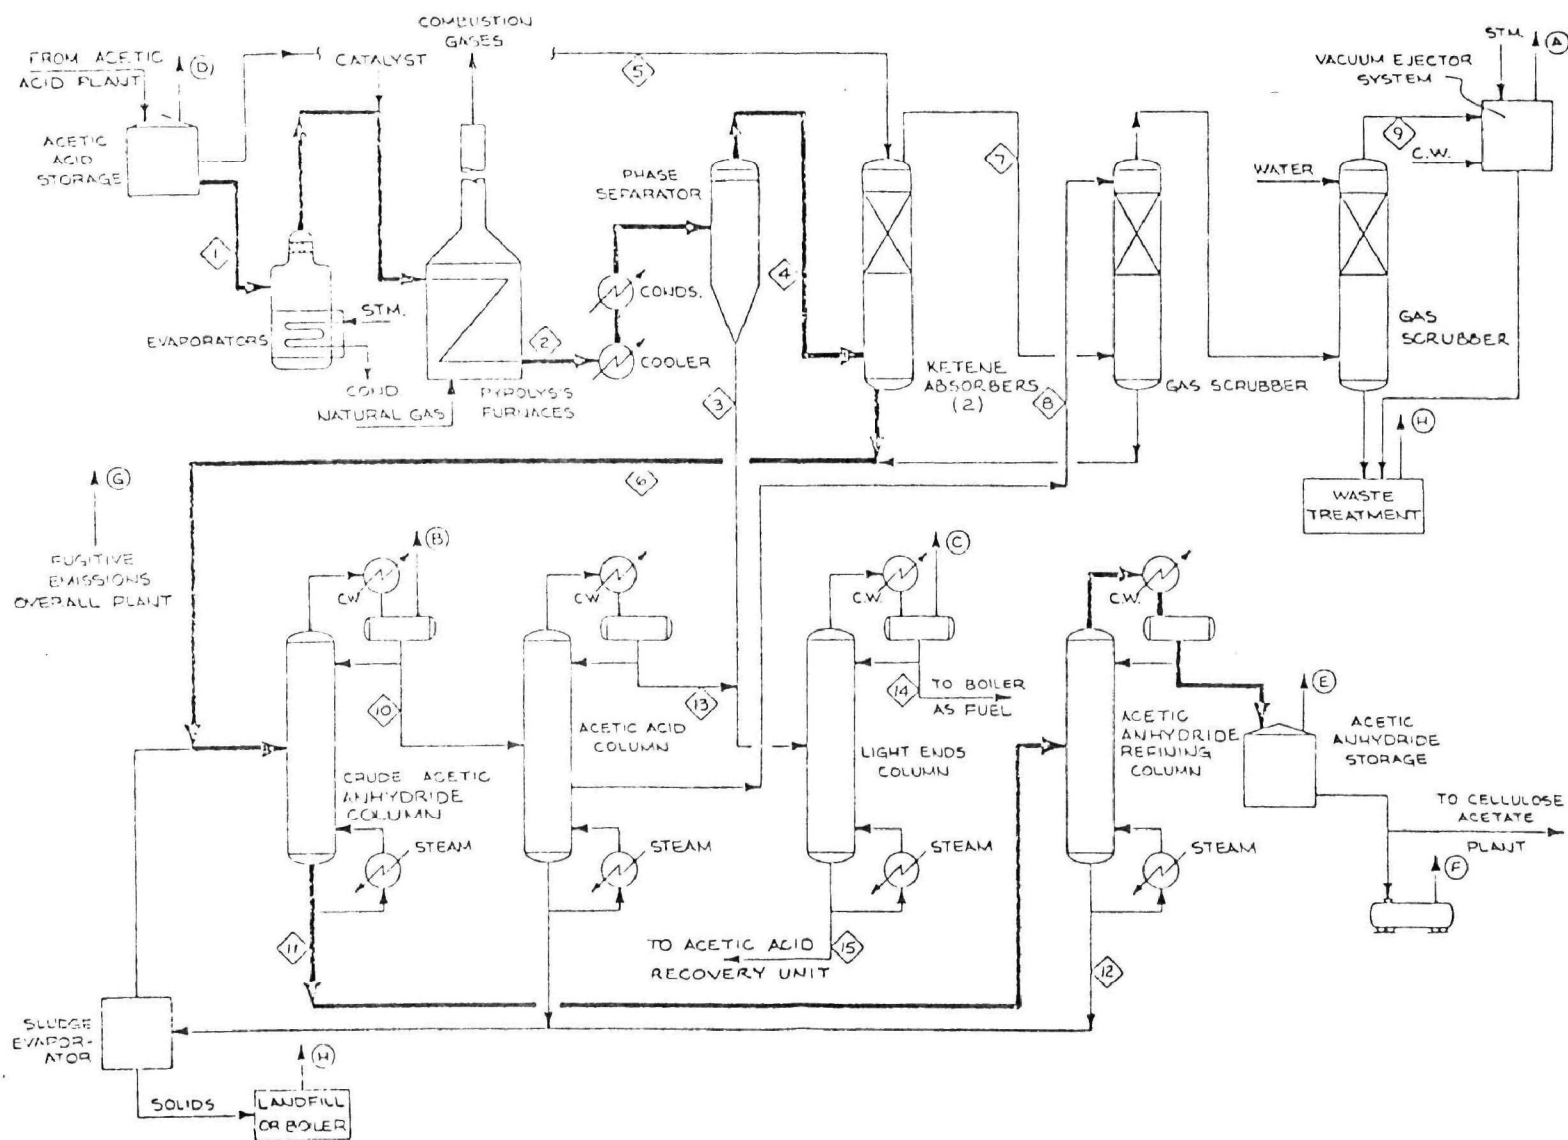 COMBUSTION
GASES
FROM ACETIC
ACID PLANT
D
CATALYST
5
STM.
A
VACUUM EJECTOR
SYSTEM
ACETIC
ACID
STORAGE
PHASE
SEPARATOR
7
9
C.W.
WATER
1
4
CONDS.
STM.
EVAPORATORS
2
COOLER
GAS
SCRUBBER
COND
NATURAL GAS
PYROLYSIS
FURNACES
3
KETENE
ABSORBERS
(2)
8
GAS SCRUBBER
H
6
WASTE
TREATMENT
G
FUGITIVE
EMISSIONS
OVERALL PLANT
B
C
C.W
C.W
C.W.
C.W.
10
13
14
TO BOILER
AS FUEL
E
ACETIC ACID
COLUMN
LIGHT ENDS
COLUMN
ACETIC
ANHYDRIDE
REFINING
COLUMN
ACETIC
ANHYDRIDE
STORAGE
CRUDE ACETIC
ANHYDRIDE
COLUMN
TO CELLULOSE
ACETATE
PLANT
STEAM
STEAM
STEAM
STEAM
F
11
TO ACETIC ACID
RECOVERY UNIT
15
12
SLUDGE
EVAPOR-
ATOR
H
SOLIDS
LANDFILL
OR BOILER